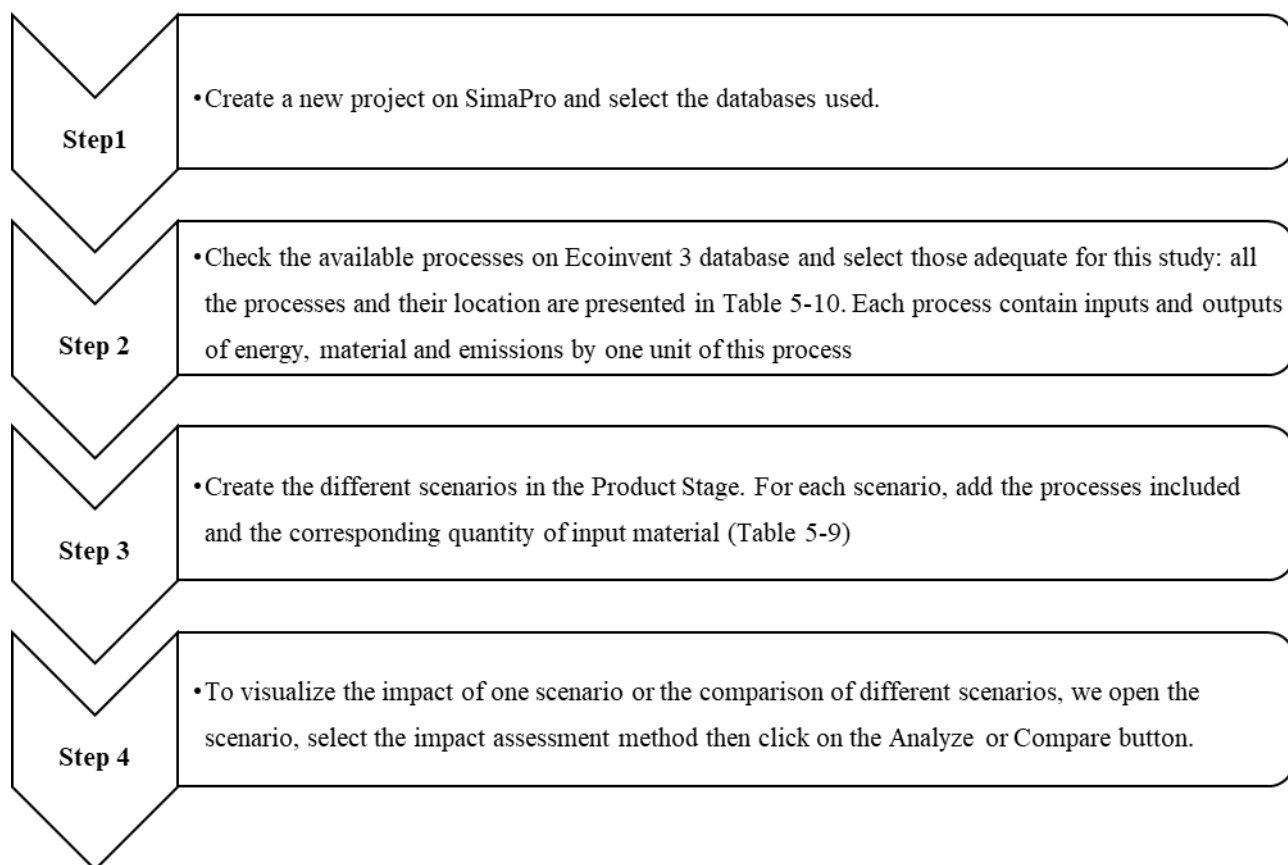 Step1
•Create a new project on SimaPro and select the databases used.
Step 2
•Check the available processes on Ecoinvent 3 database and select those adequate for this study: all
the processes and their location are presented in Table 5-10. Each process contain inputs and outputs
of energy, material and emissions by one unit of this process
Step 3
•Create the different scenarios in the Product Stage. For each scenario, add the processes included
and the corresponding quantity of input material (Table 5-9)
Step 4
•To visualize the impact of one scenario or the comparison of different scenarios, we open the
scenario, select the impact assessment method then click on the Analyze or Compare button.